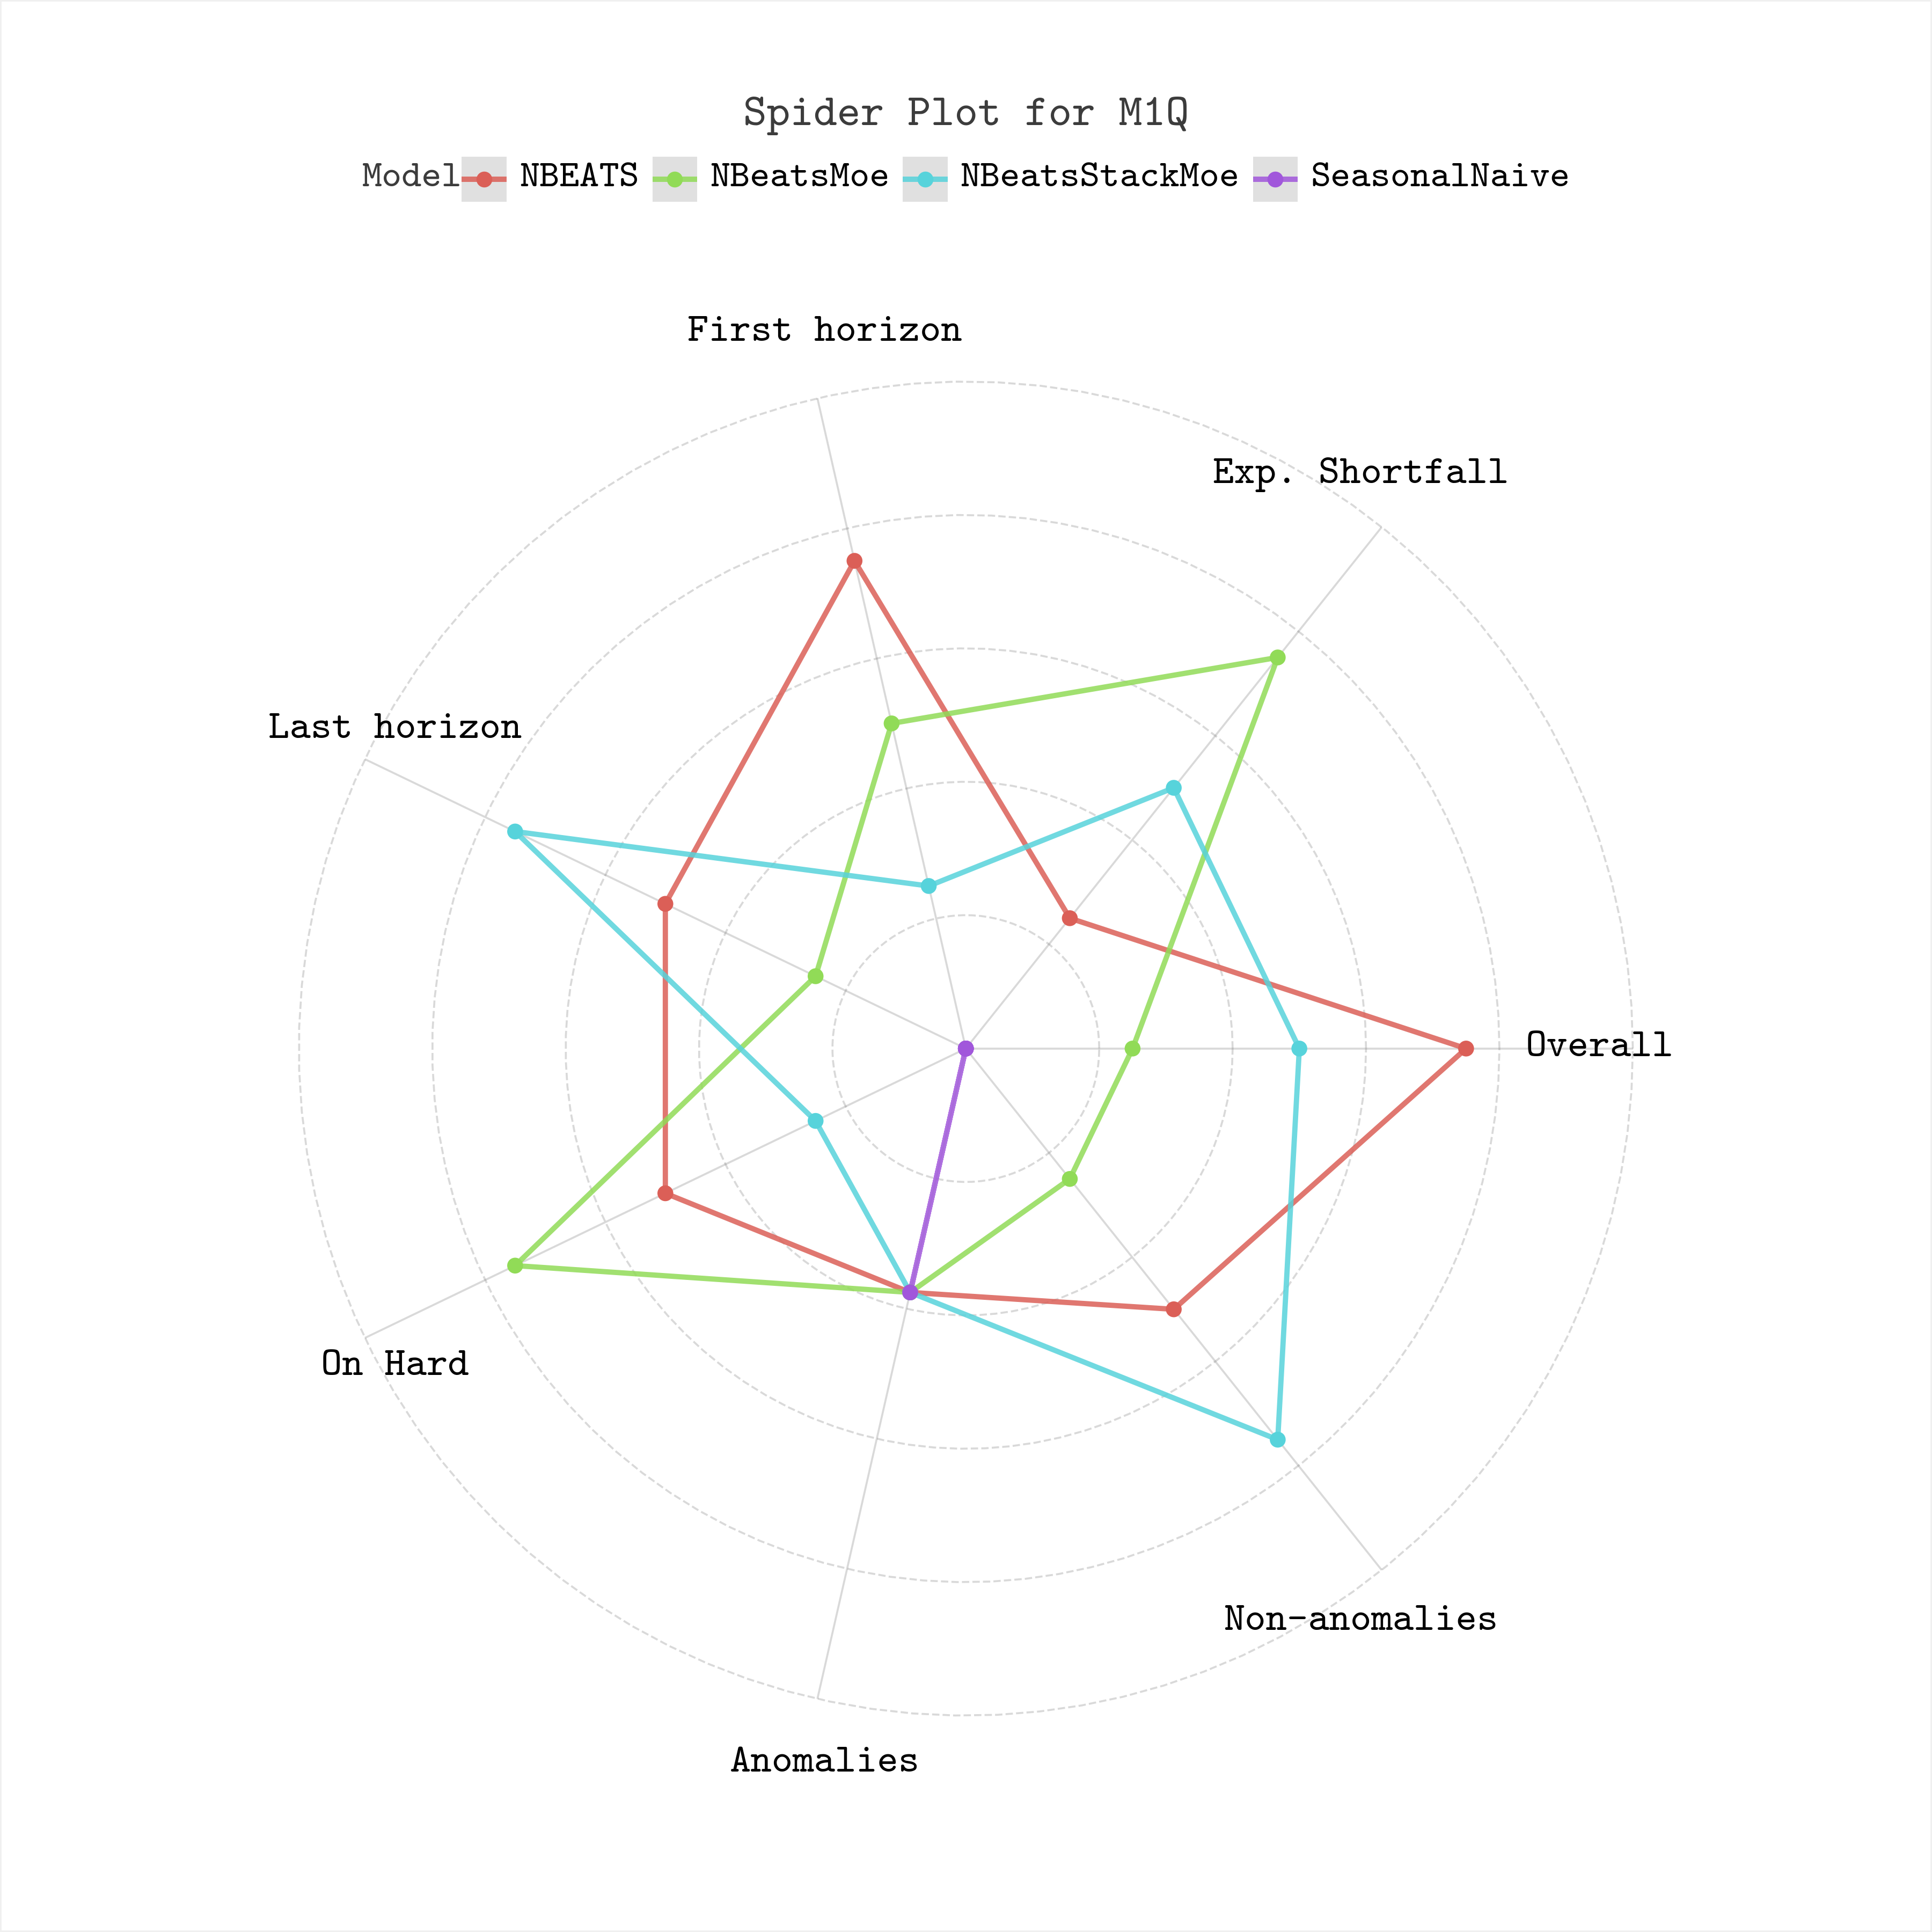 Spider Plot for M1Q
Model NBEATS NBeatsMoe NBeatsStackMoe SeasonalNaive
First horizon
Exp. Shortfall
Last horizon
Overall
On Hard
Non-anomalies
Anomalies